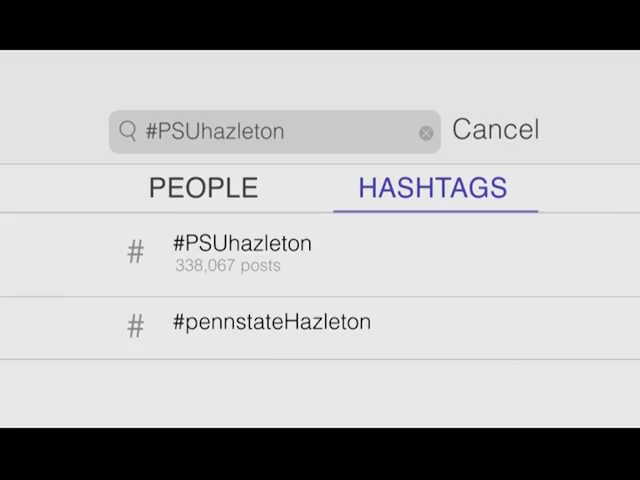 #PSUhazleton
Cancel
PEOPLE
HASHTAGS
#
#PSUhazleton
338,067 posts
#
#pennstateHazleton